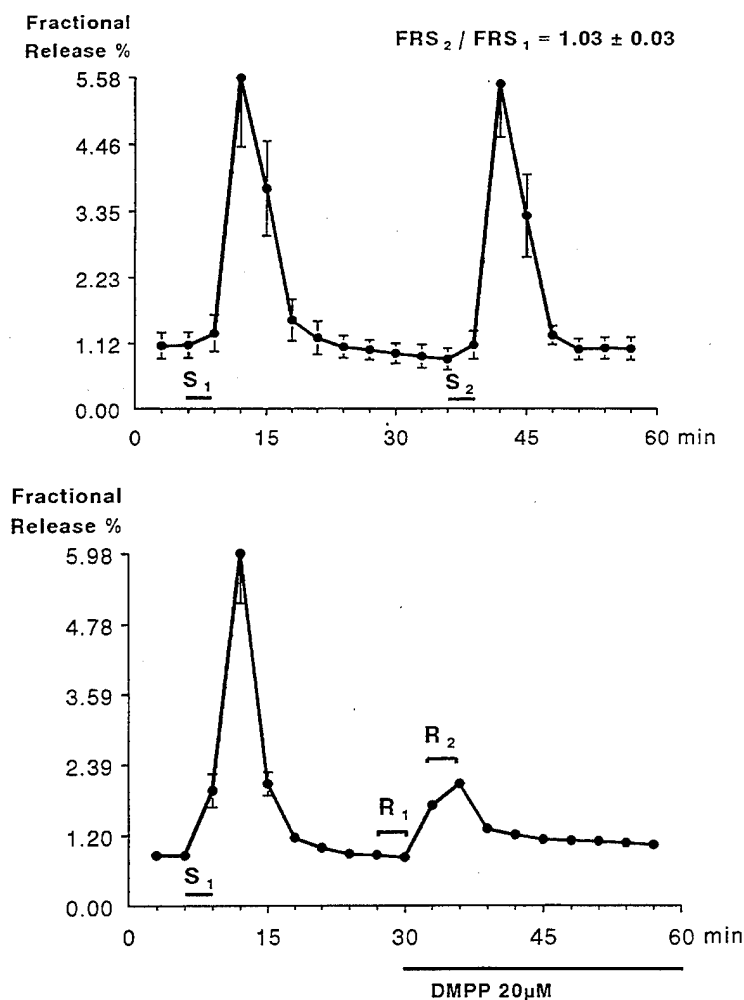 Fractional
Release %
FRS2 / FRS1 = 1.03 ± 0.03
5.58
4.46
3.35
2.23
1.12
0.00
S1
S2
0
15
30
45
60 min
Fractional
Release %
5.98
4.78
3.59
2.39
1.20
0.00
R2
R1
S1
0
15
30
45
60 min
DMPP 20µM